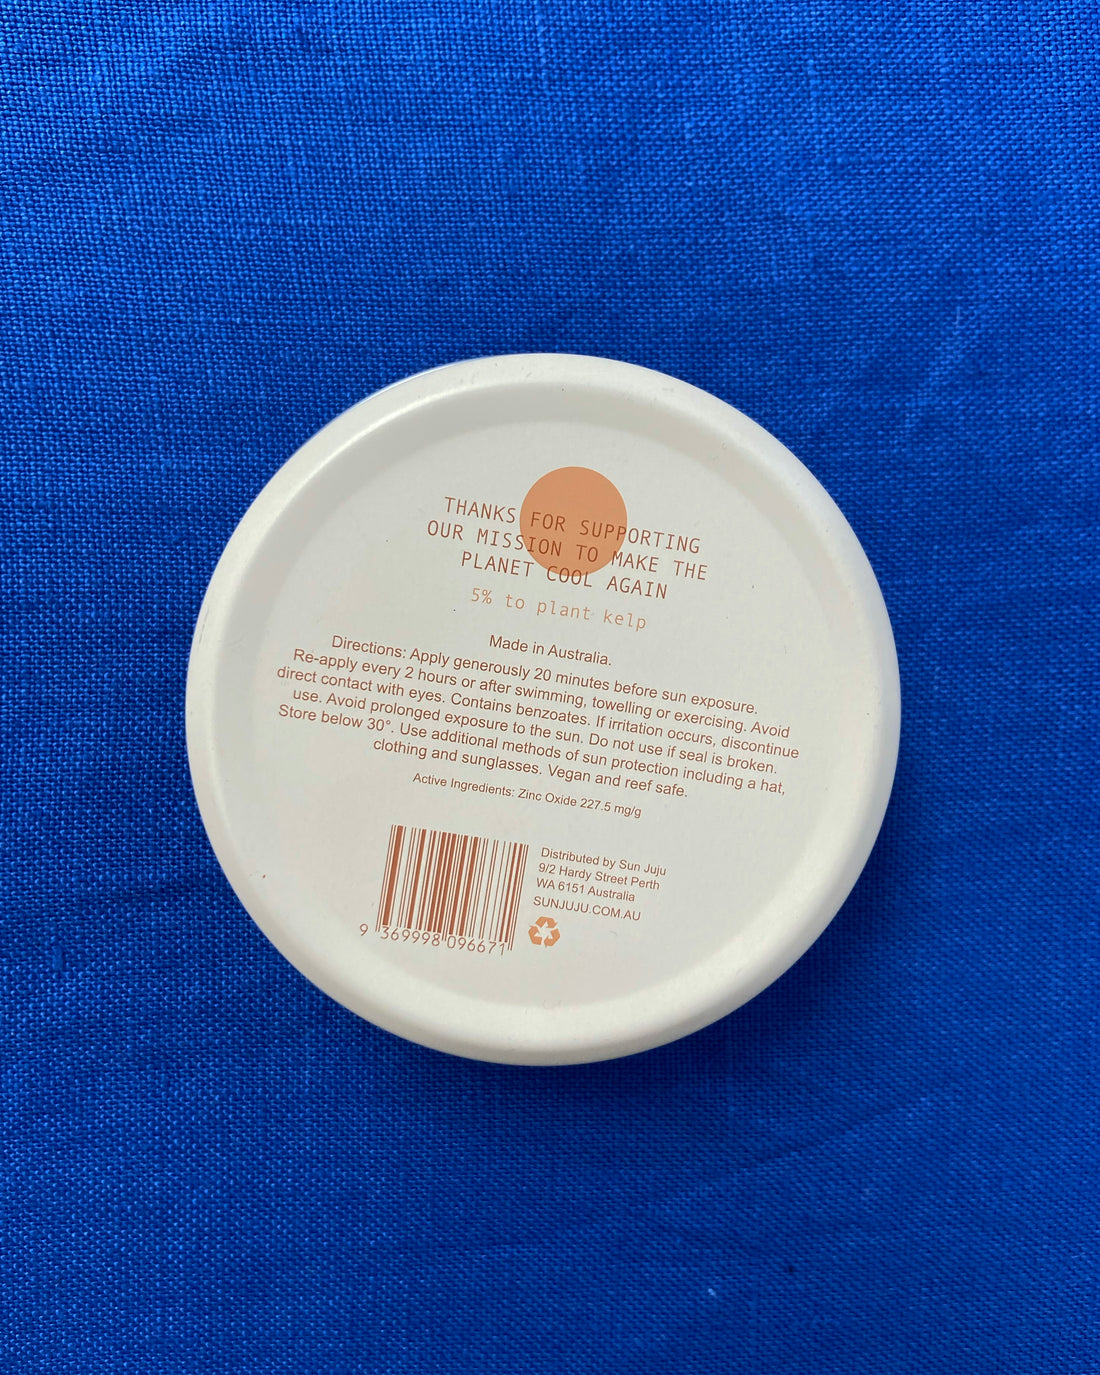 THANKS FOR SUPPORTING
OUR MISSION TO MAKE THE
PLANET COOL AGAIN
5% to plant kelp
Made in Australia.
Directions: Apply generously 20 minutes before sun exposure.
Re-apply every 2 hours or after swimming, towelling or exercising. Avoid
direct contact with eyes. Contains benzoates. If irritation occurs, discontinue
use. Avoid prolonged exposure to the sun. Do not use if seal is broken.
Store below 30°. Use additional methods of sun protection including a hat,
clothing and sunglasses. Vegan and reef safe.
Active Ingredients: Zinc Oxide 227.5 mg/g
Distributed by Sun Juju
9/2 Hardy Street Perth
WA 6151 Australia
SUNJUJU.COM.AU
9 369998 096671